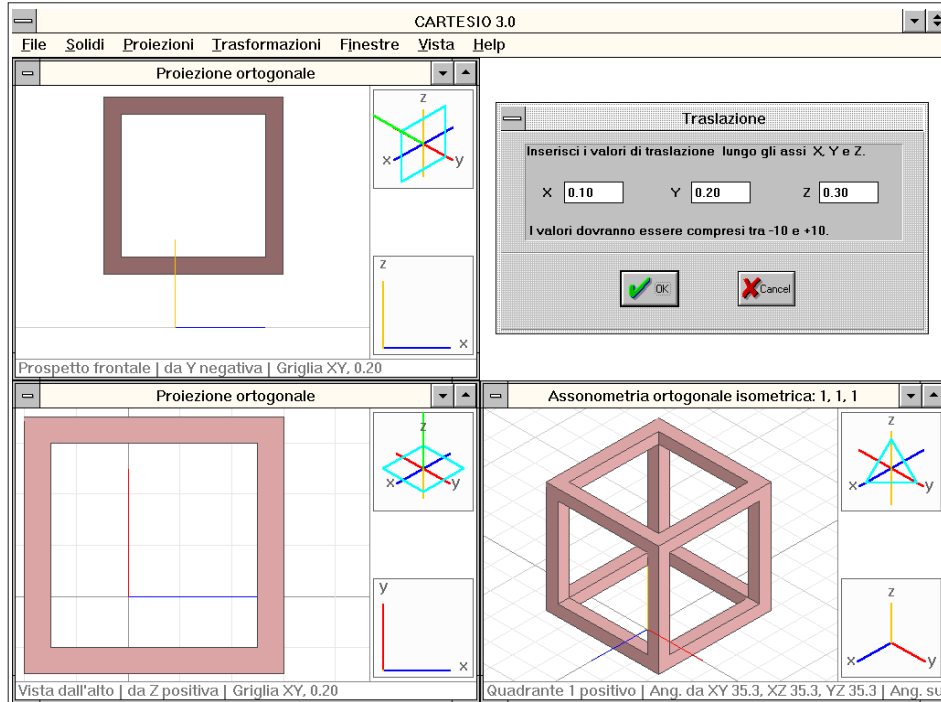 CARTESIO 3.0
File Solidi Proiezioni Trasformazioni Finestre Vista Help
Proiezione ortogonale
z
x
y
z
x
Prospetto frontale | da Y negativa | Griglia XY, 0.20
Traslazione
Inserisci i valori di traslazione lungo gli assi X, Y e Z.
X 0.10 Y 0.20 Z 0.30
I valori dovranno essere compresi tra -10 e +10.
OK Cancel
Proiezione ortogonale
z
x y
y
x
Vista dall'alto | da Z positiva | Griglia XY, 0.20
Assonometria ortogonale isometrica: 1, 1, 1
z
x y
z
x y
Quadrante 1 positivo | Ang. da XY 35.3, XZ 35.3, YZ 35.3 | Ang. su